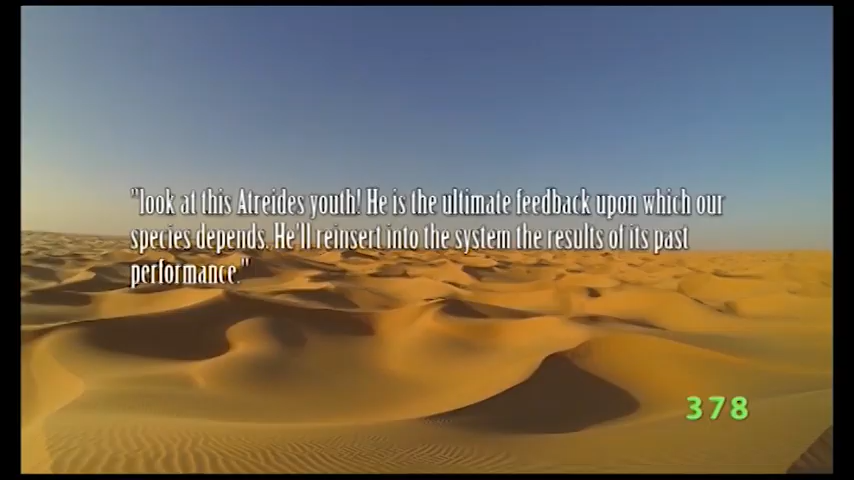 "look at this Atreides youth! He is the ultimate feedback upon which our
species depends. He'll reinsert into the system the results of its past
performance."
378